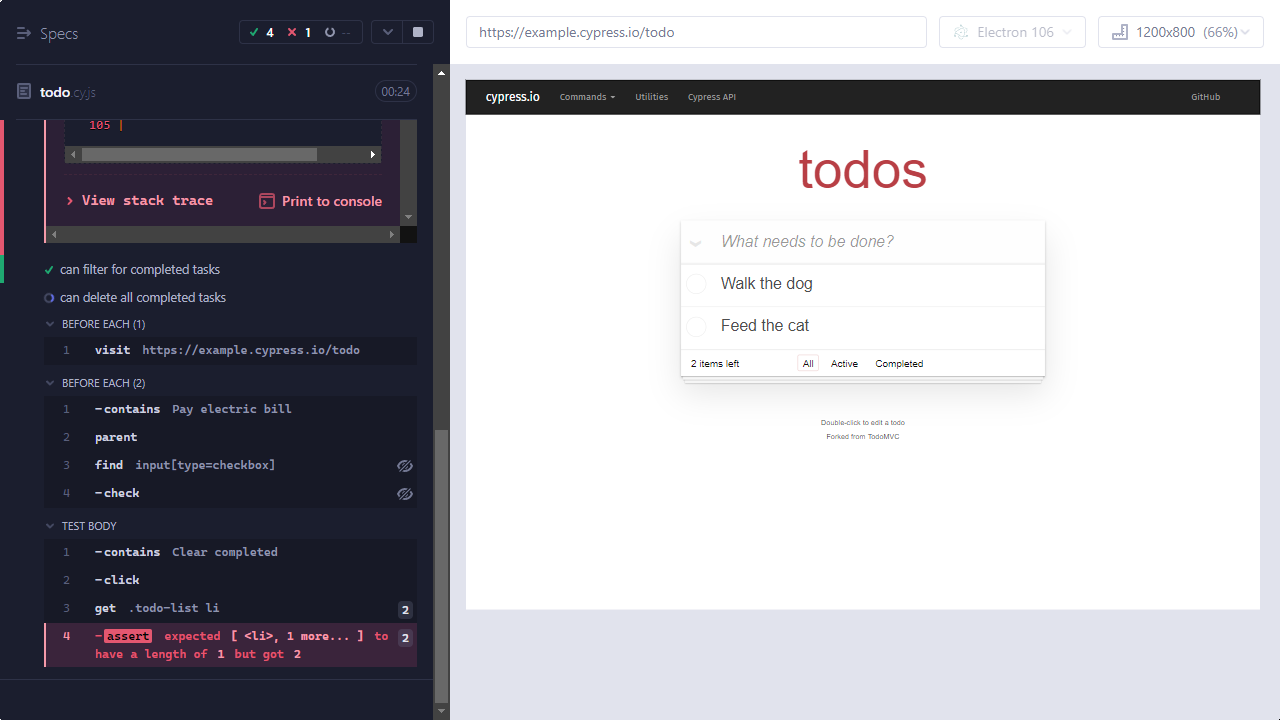 Specs
4 1 --
todo.cy.js 00:24
105 |
View stack trace Print to console
can filter for completed tasks
can delete all completed tasks
BEFORE EACH (1)
1 visit https://example.cypress.io/todo
BEFORE EACH (2)
1 -contains Pay electric bill
2 parent
3 find input[type=checkbox]
4 -check
TEST BODY
1 -contains Clear completed
2 -click
3 get .todo-list li 2
4 -assert expected [ <li>, 1 more... ] to 2
have a length of 1 but got 2
https://example.cypress.io/todo
Electron 106
1200x800 (66%)
cypress.io Commands Utilities Cypress API GitHub
todos
What needs to be done?
Walk the dog
Feed the cat
2 items left All Active Completed
Double-click to edit a todo
Forked from TodoMVC